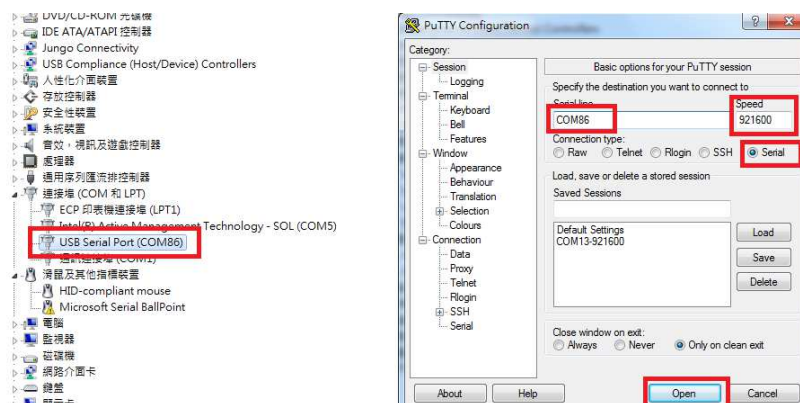 DVD/CD-ROM 光碟機
IDE ATA/ATAPI 控制器
Jungo Connectivity
USB Compliance (Host/Device) Controllers
人性化介面裝置
存放控制器
安全性裝置
系統裝置
音效，視訊及遊戲控制器
處理器
通用序列匯流排控制器
連接埠 (COM 和 LPT)
ECP 印表機連接埠 (LPT1)
Intel(R) Active Management Technology - SOL (COM5)
USB Serial Port (COM86)
通訊連接埠 (COM1)
滑鼠及其他指標裝置
HID-compliant mouse
Microsoft Serial BallPoint
電腦
監視器
磁碟機
網路介面卡
鍵盤
顯示卡
PuTTY Configuration
Category:
Session
Logging
Terminal
Keyboard
Bell
Features
Window
Appearance
Behaviour
Translation
Selection
Colours
Connection
Data
Proxy
Telnet
Rlogin
SSH
Serial
Basic options for your PuTTY session
Specify the destination you want to connect to
Serial line Speed
COM86 921600
Connection type:
Raw Telnet Rlogin SSH Serial
Load, save or delete a stored session
Saved Sessions
Default Settings
COM13-921600
Load
Save
Delete
Close window on exit:
Always Never Only on clean exit
About Help Open Cancel